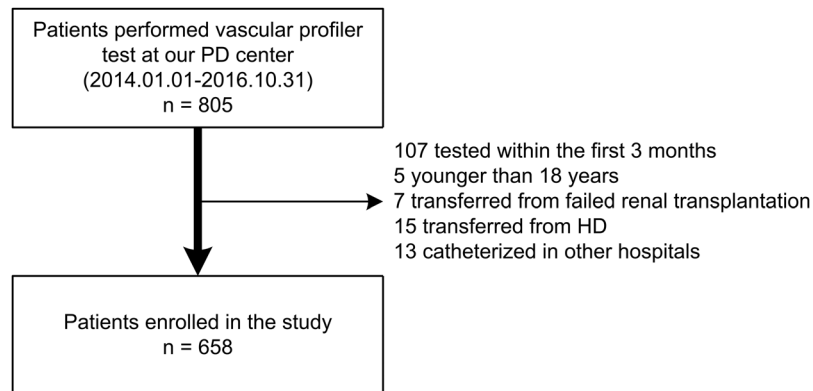 Patients performed vascular profiler
test at our PD center
(2014.01.01-2016.10.31)
n = 805
107 tested within the first 3 months
5 younger than 18 years
7 transferred from failed renal transplantation
15 transferred from HD
13 catheterized in other hospitals
Patients enrolled in the study
n = 658